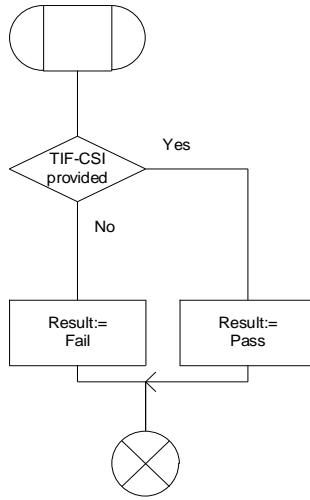 TIF-CSI
provided
Yes
No
Result:=
Fail
Result:=
Pass